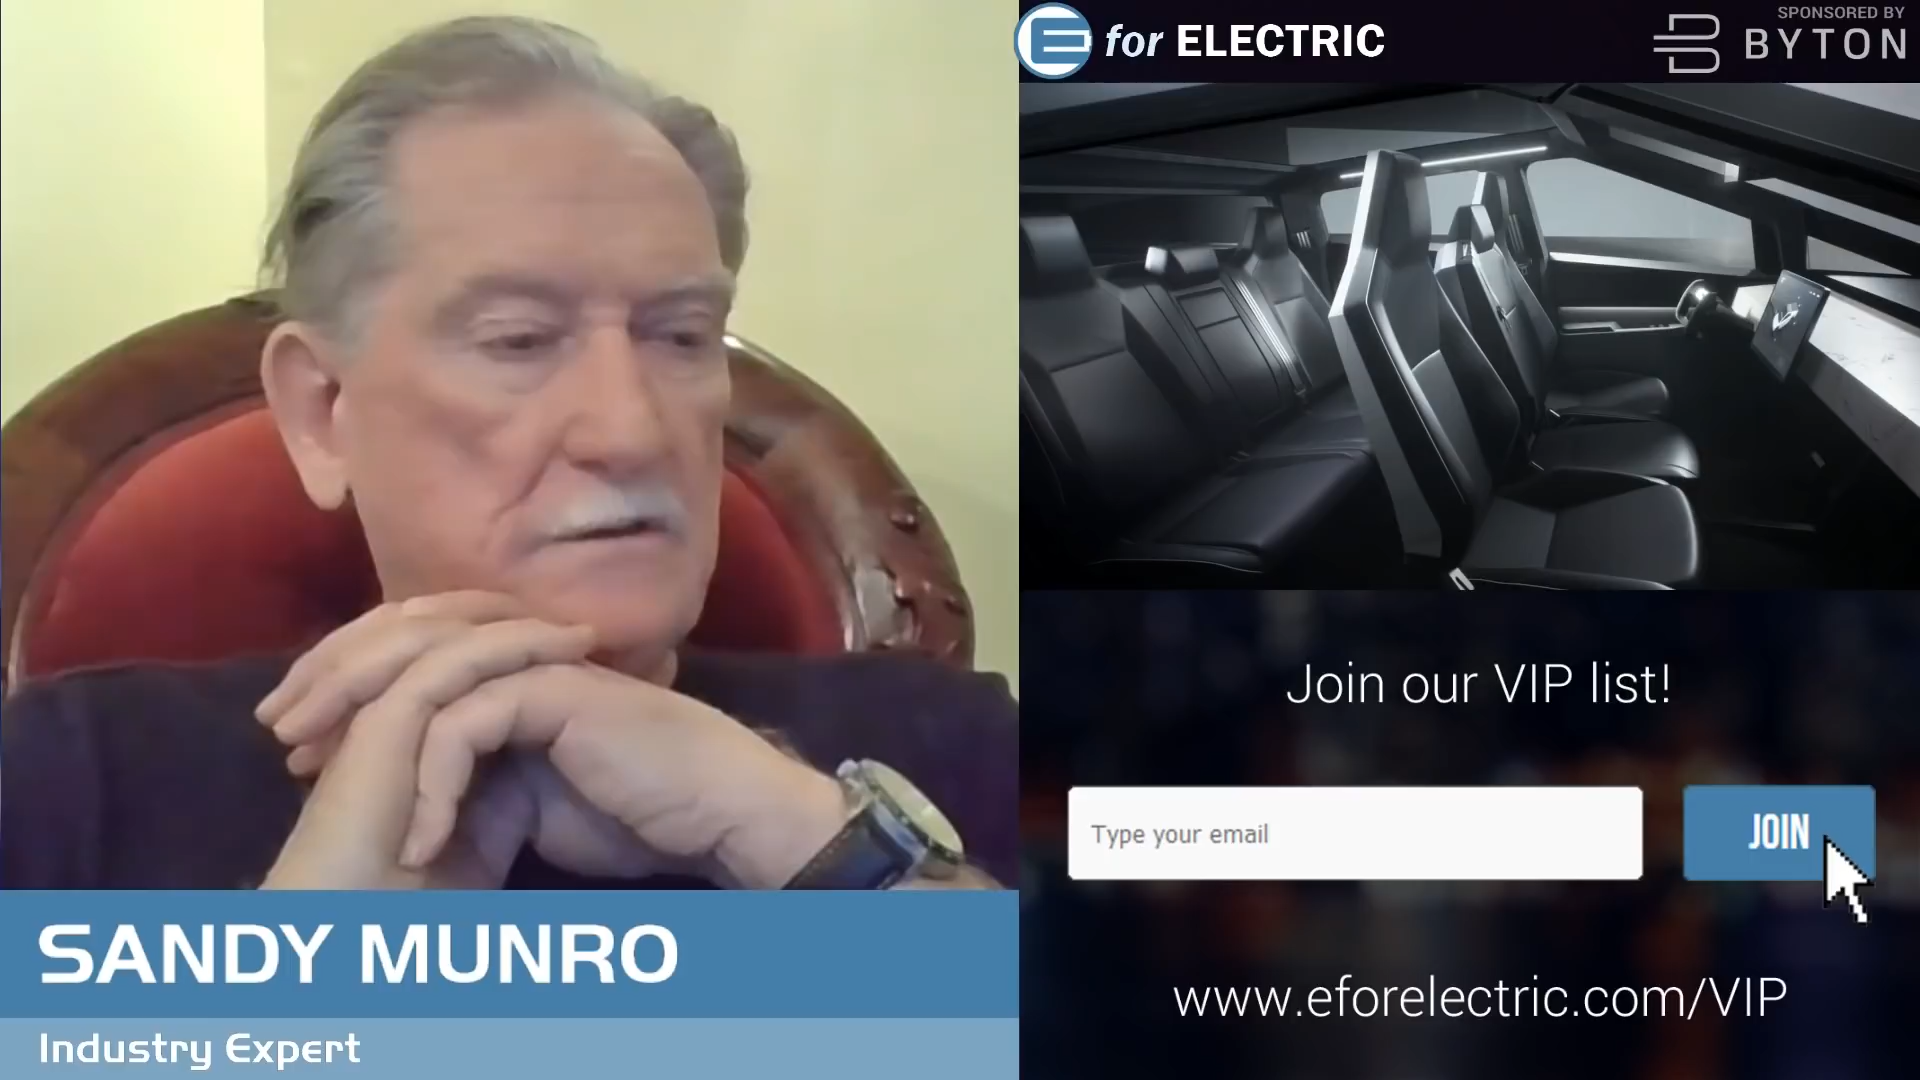 SANDY MUNRO
Industry Expert
E for ELECTRIC
SPONSORED BY
BYTON
Join our VIP list!
Type your email
JOIN
www.eforelectric.com/VIP